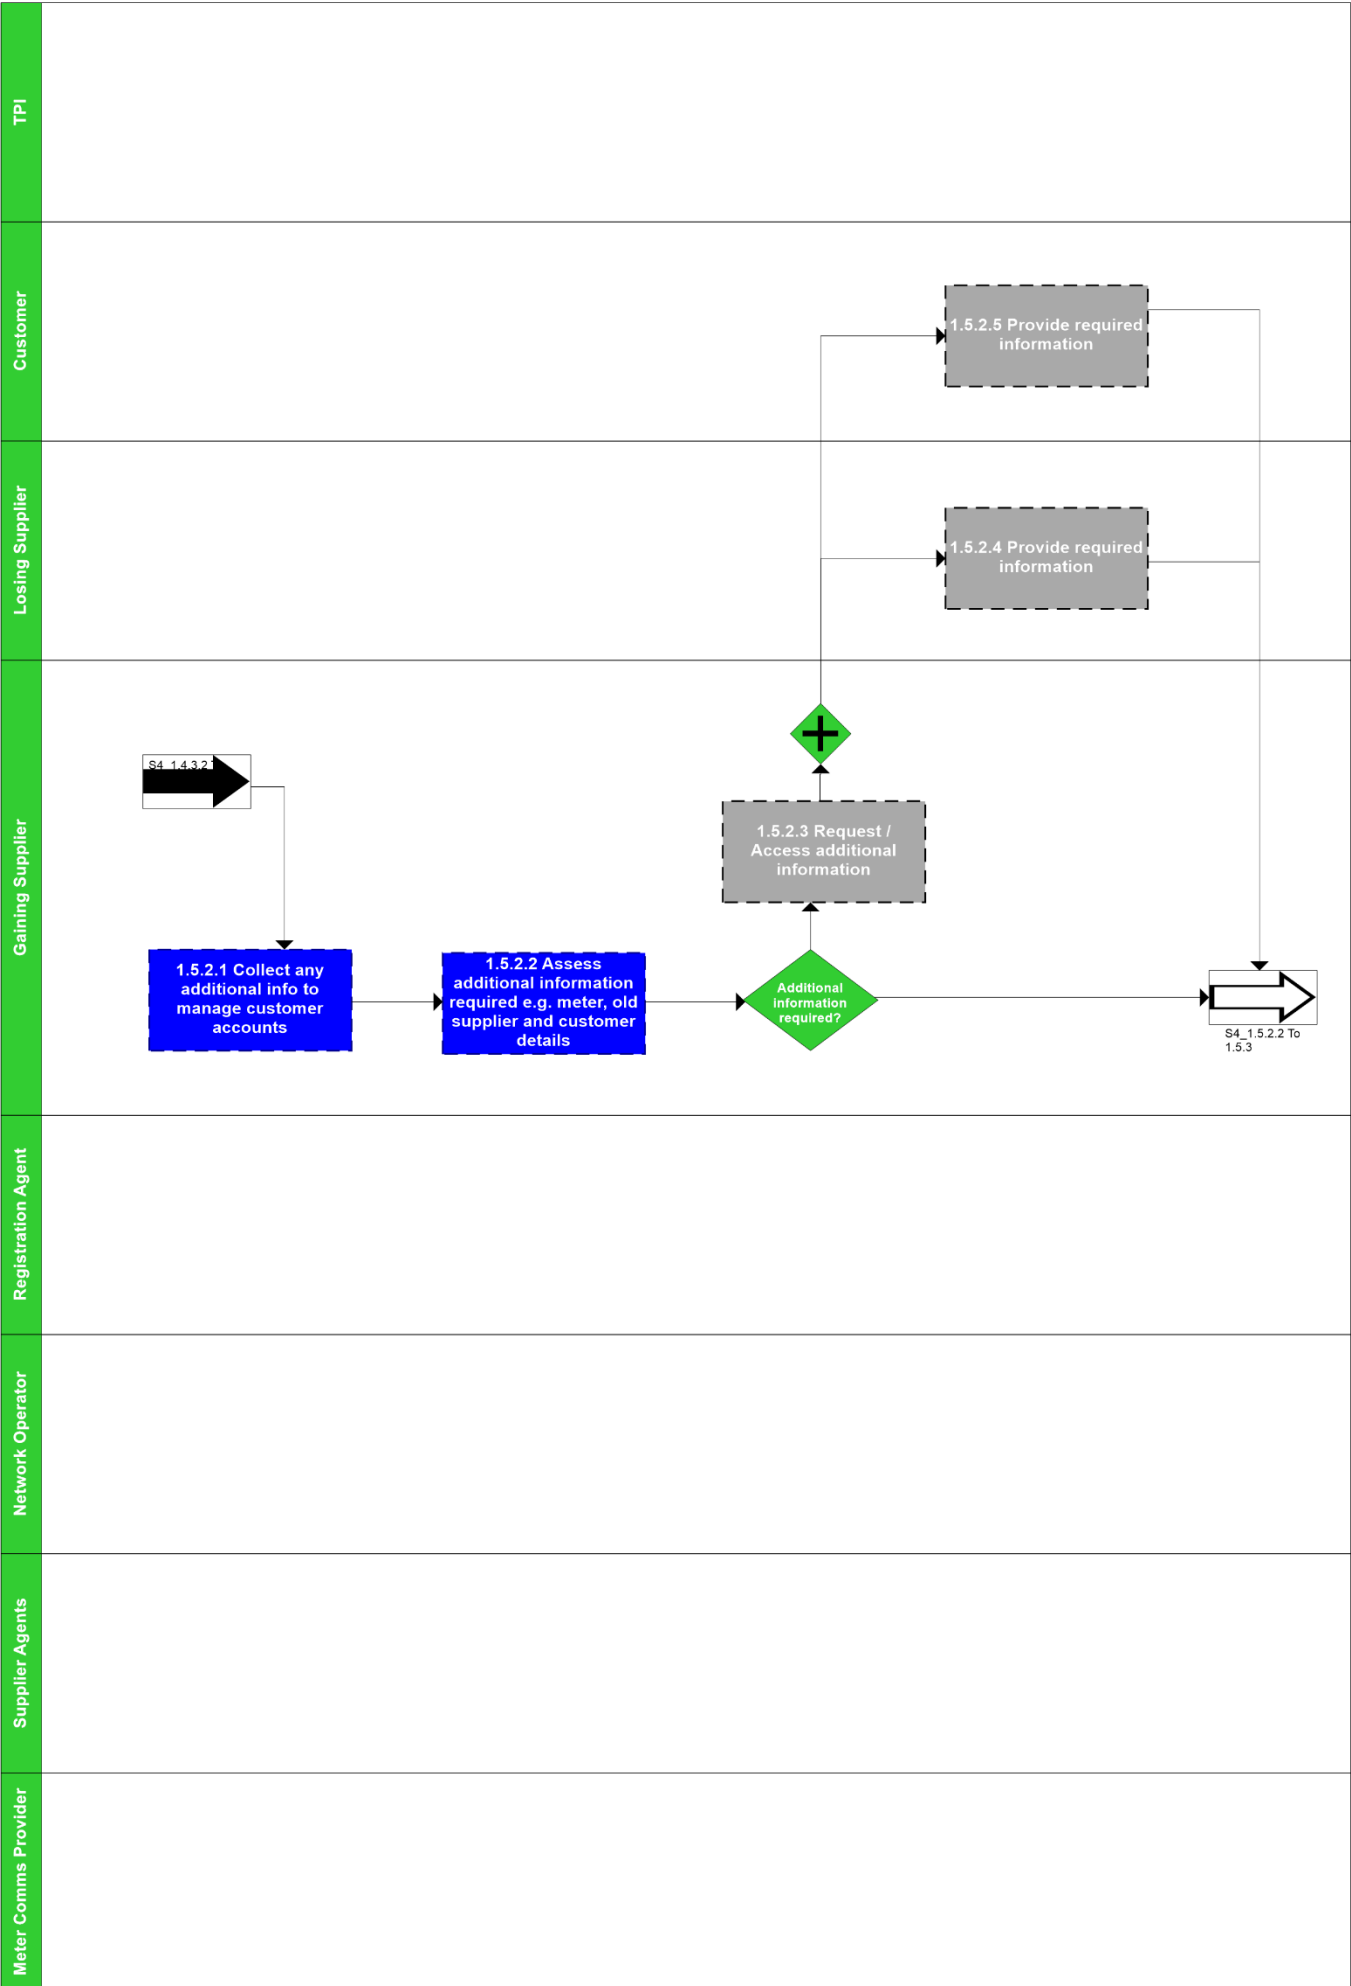 TPI
Customer
1.5.2.5 Provide required
information
Losing Supplier
1.5.2.4 Provide required
information
Gaining Supplier
S4_1.4.3.2
1.5.2.3 Request /
Access additional
information
1.5.2.1 Collect any
additional info to
manage customer
accounts
1.5.2.2 Assess
additional information
required e.g. meter, old
supplier and customer
details
Additional
information
required?
S4_1.5.2.2 To
1.5.3
Registration Agent
Network Operator
Supplier Agents
Meter Comms Provider